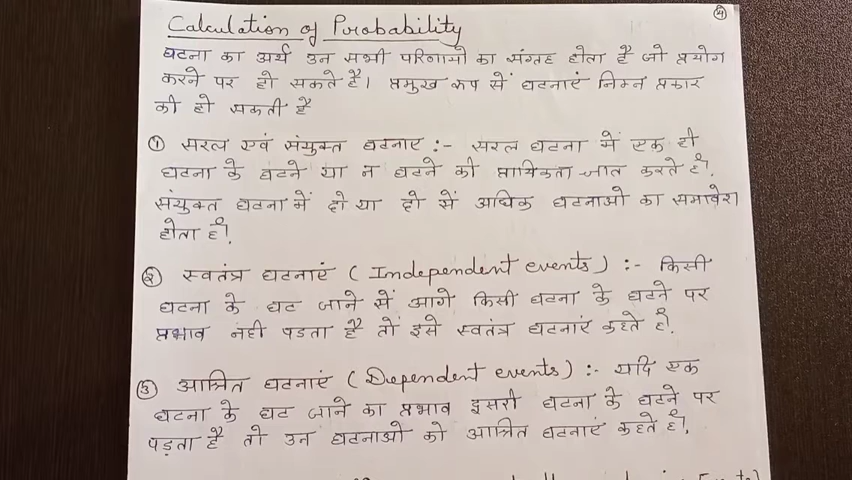 4
Calculation of Probability
घटना का अर्थ उन सभी परिणामो का संग्रह होता है जो प्रयोग
करने पर हो सकते है। प्रमुख रूप से घटनाएं निम्न प्रकार
की हो सकती है
① सरल एवं संयुक्त घटनाएं :- सरल घटना में एक ही
घटना के घटने या न घटने की प्रायिकता ज्ञात करते है।
संयुक्त घटना में दो या दो से अधिक घटनाओ का समावेश
होता है।
② स्वतंत्र घटनाएं ( Independent events ) :- किसी
घटना के घट जाने से आगे किसी घटना के घटने पर
प्रभाव नही पडता है तो इसे स्वतंत्र घटनाएं कहते है।
③ आश्रित घटनाएं ( Dependent events ) :- यदि एक
घटना के घट जाने का प्रभाव दूसरी घटना के घटने पर
पड़ता है तो उन घटनाओ को आश्रित घटनाएं कहते है।